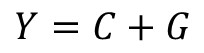 Y = C + G